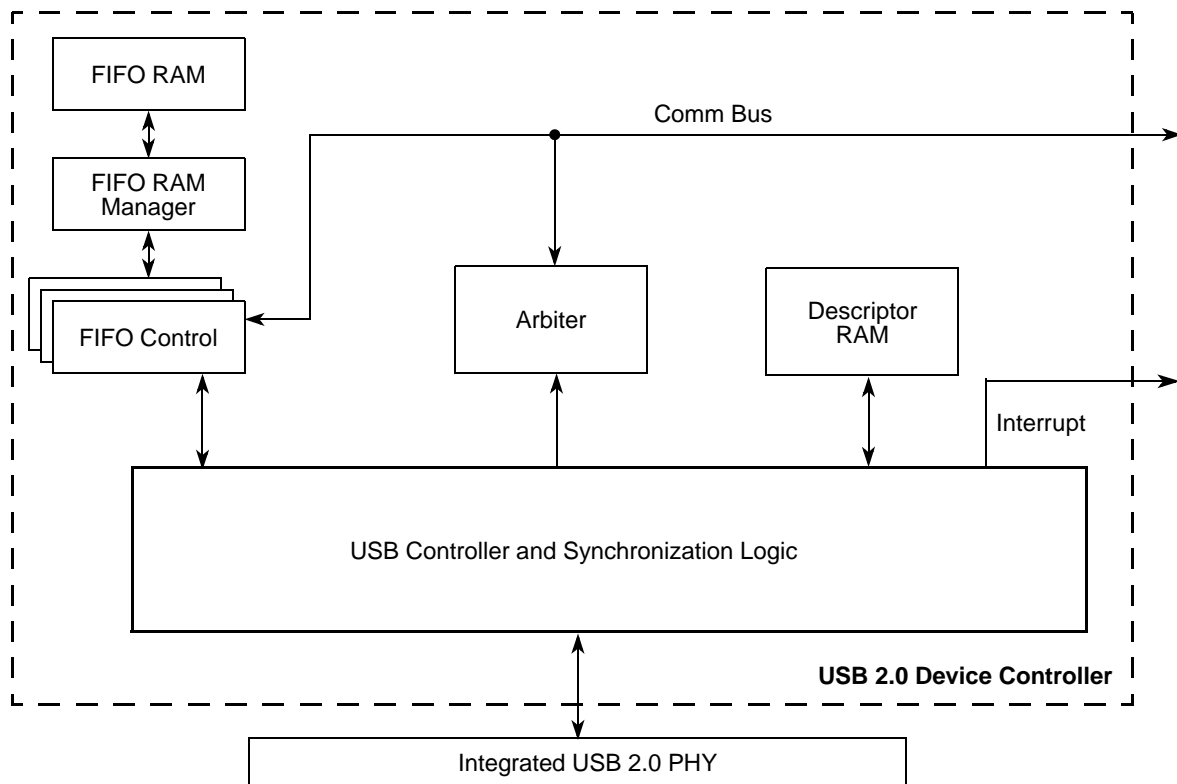 FIFO RAM
Comm Bus
FIFO RAM
Manager
FIFO Control
Arbiter
Descriptor
RAM
Interrupt
USB Controller and Synchronization Logic
USB 2.0 Device Controller
Integrated USB 2.0 PHY